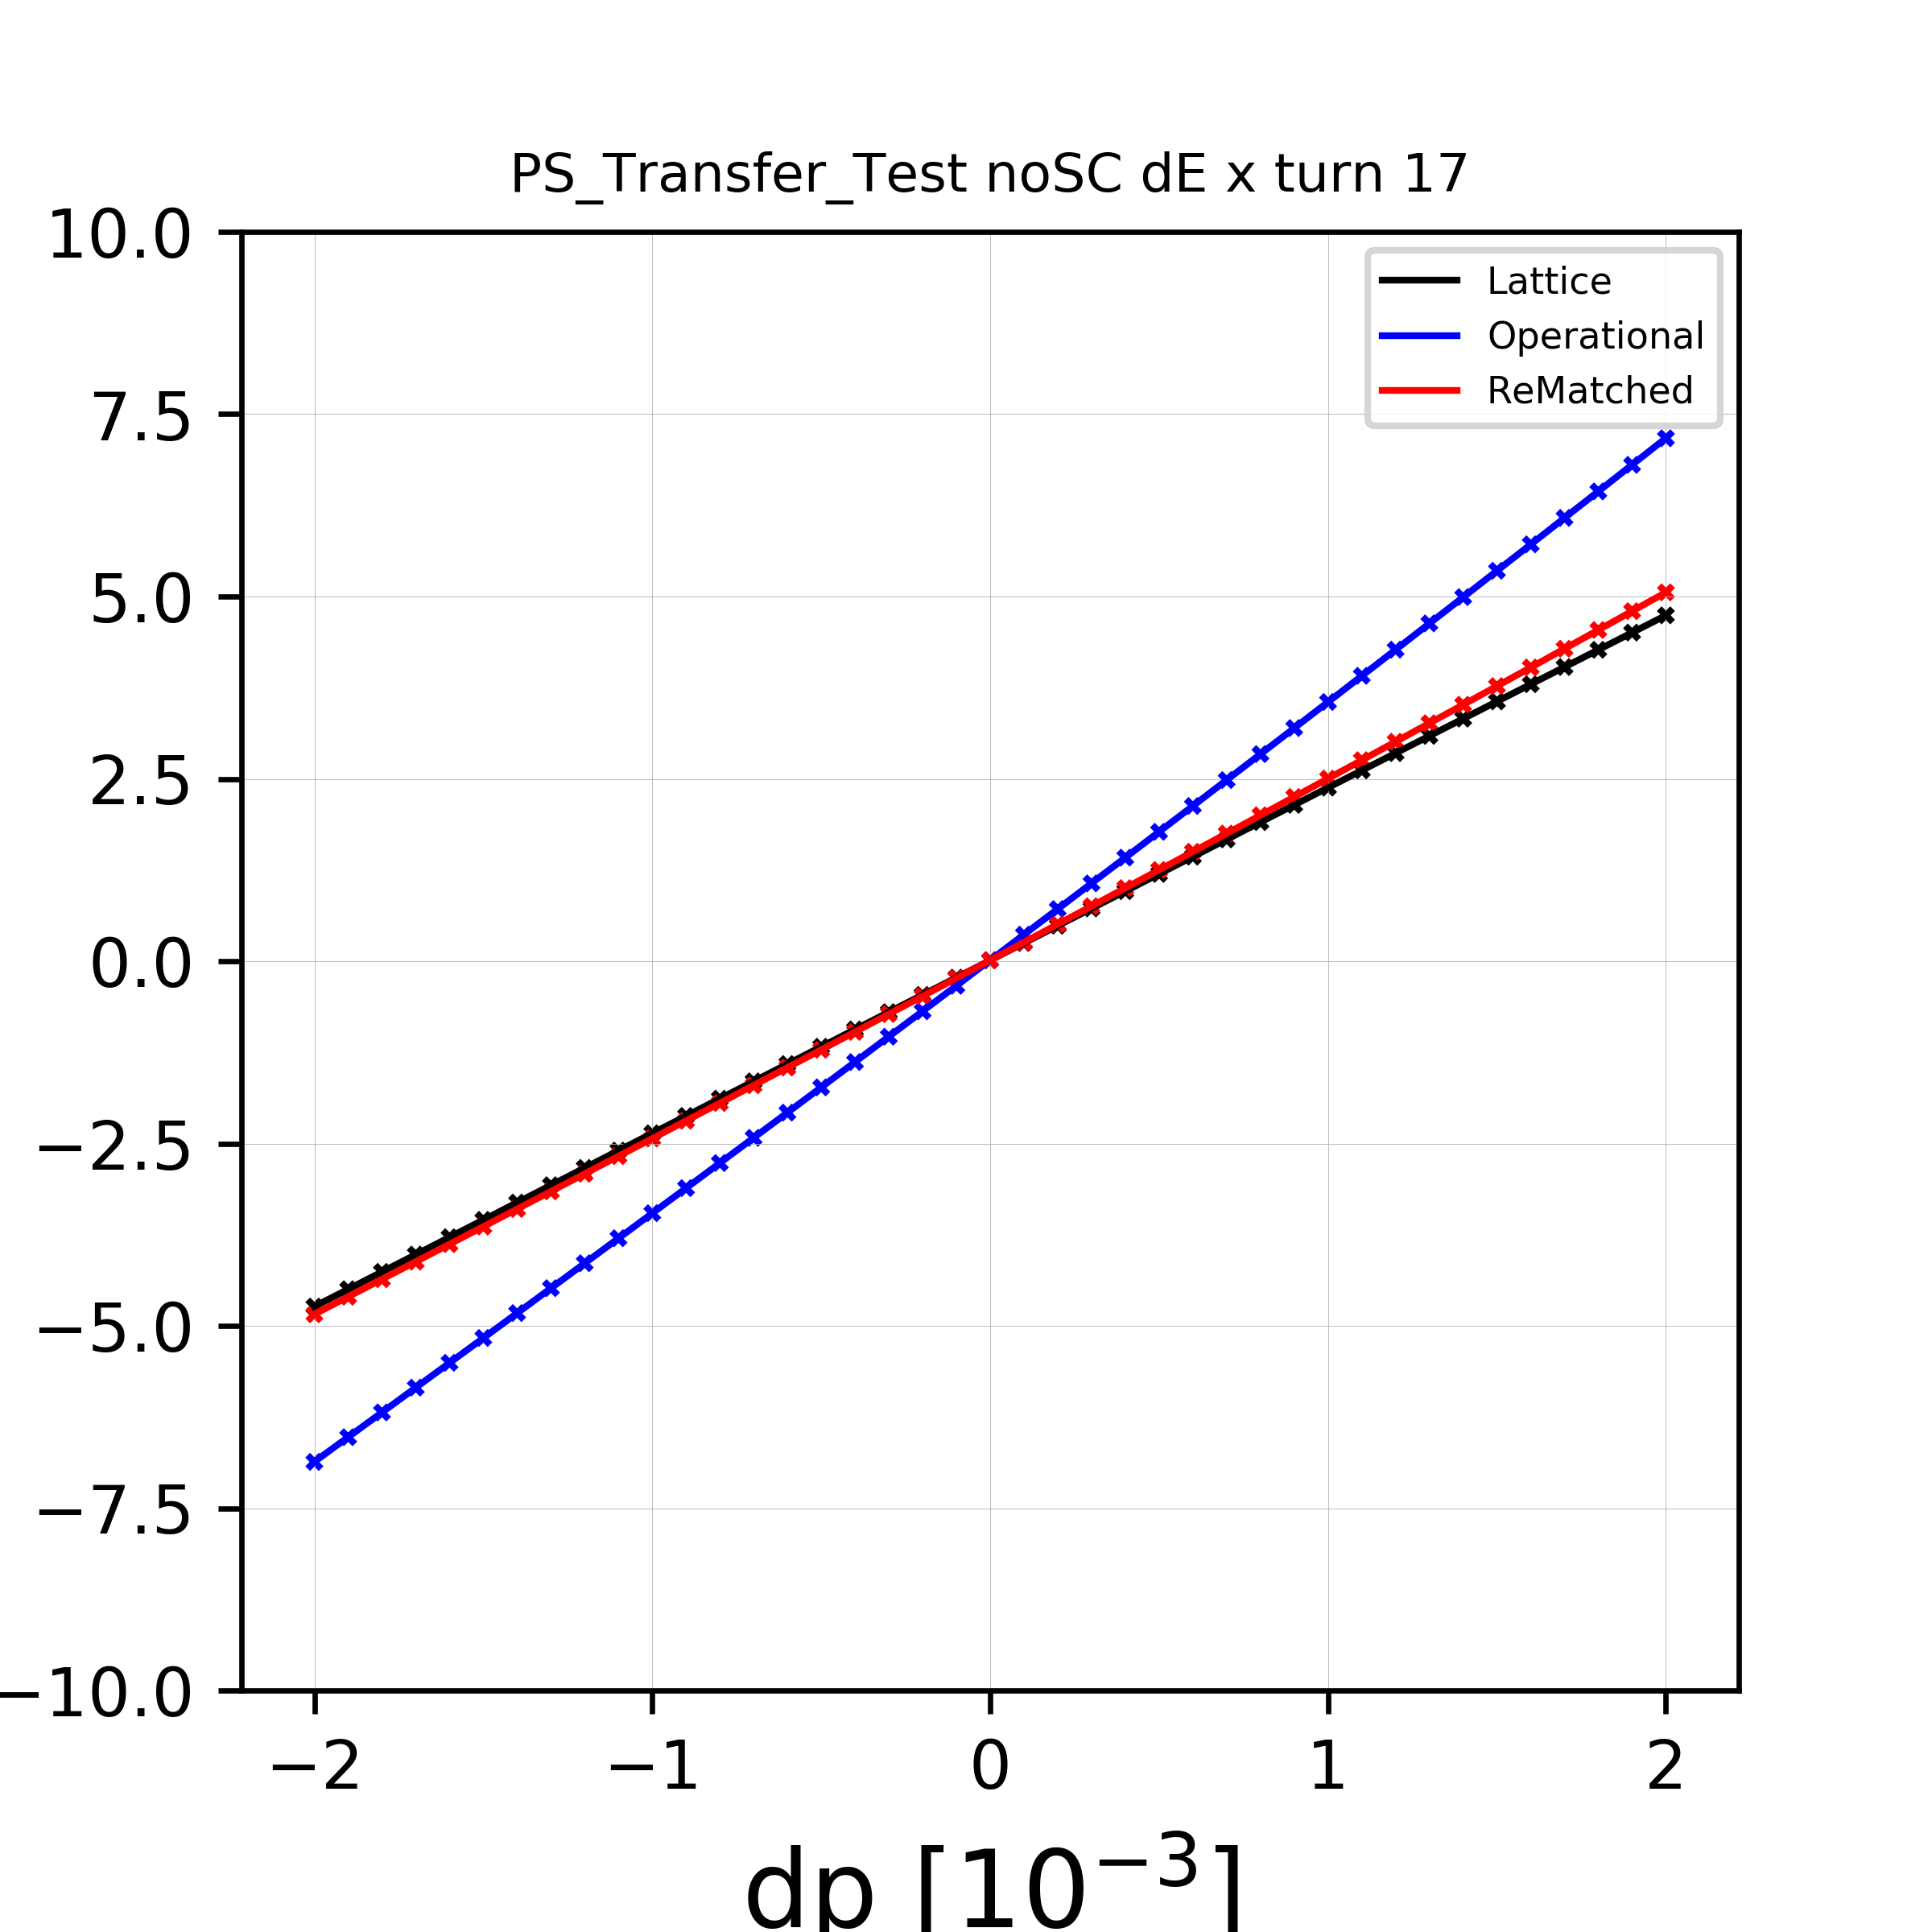 PS_Transfer_Test noSC dE x turn 17
10.0
7.5
5.0
2.5
0.0
−2.5
−5.0
−7.5
−10.0
Lattice
Operational
ReMatched
−2 −1 0 1 2
dp [10⁻³]